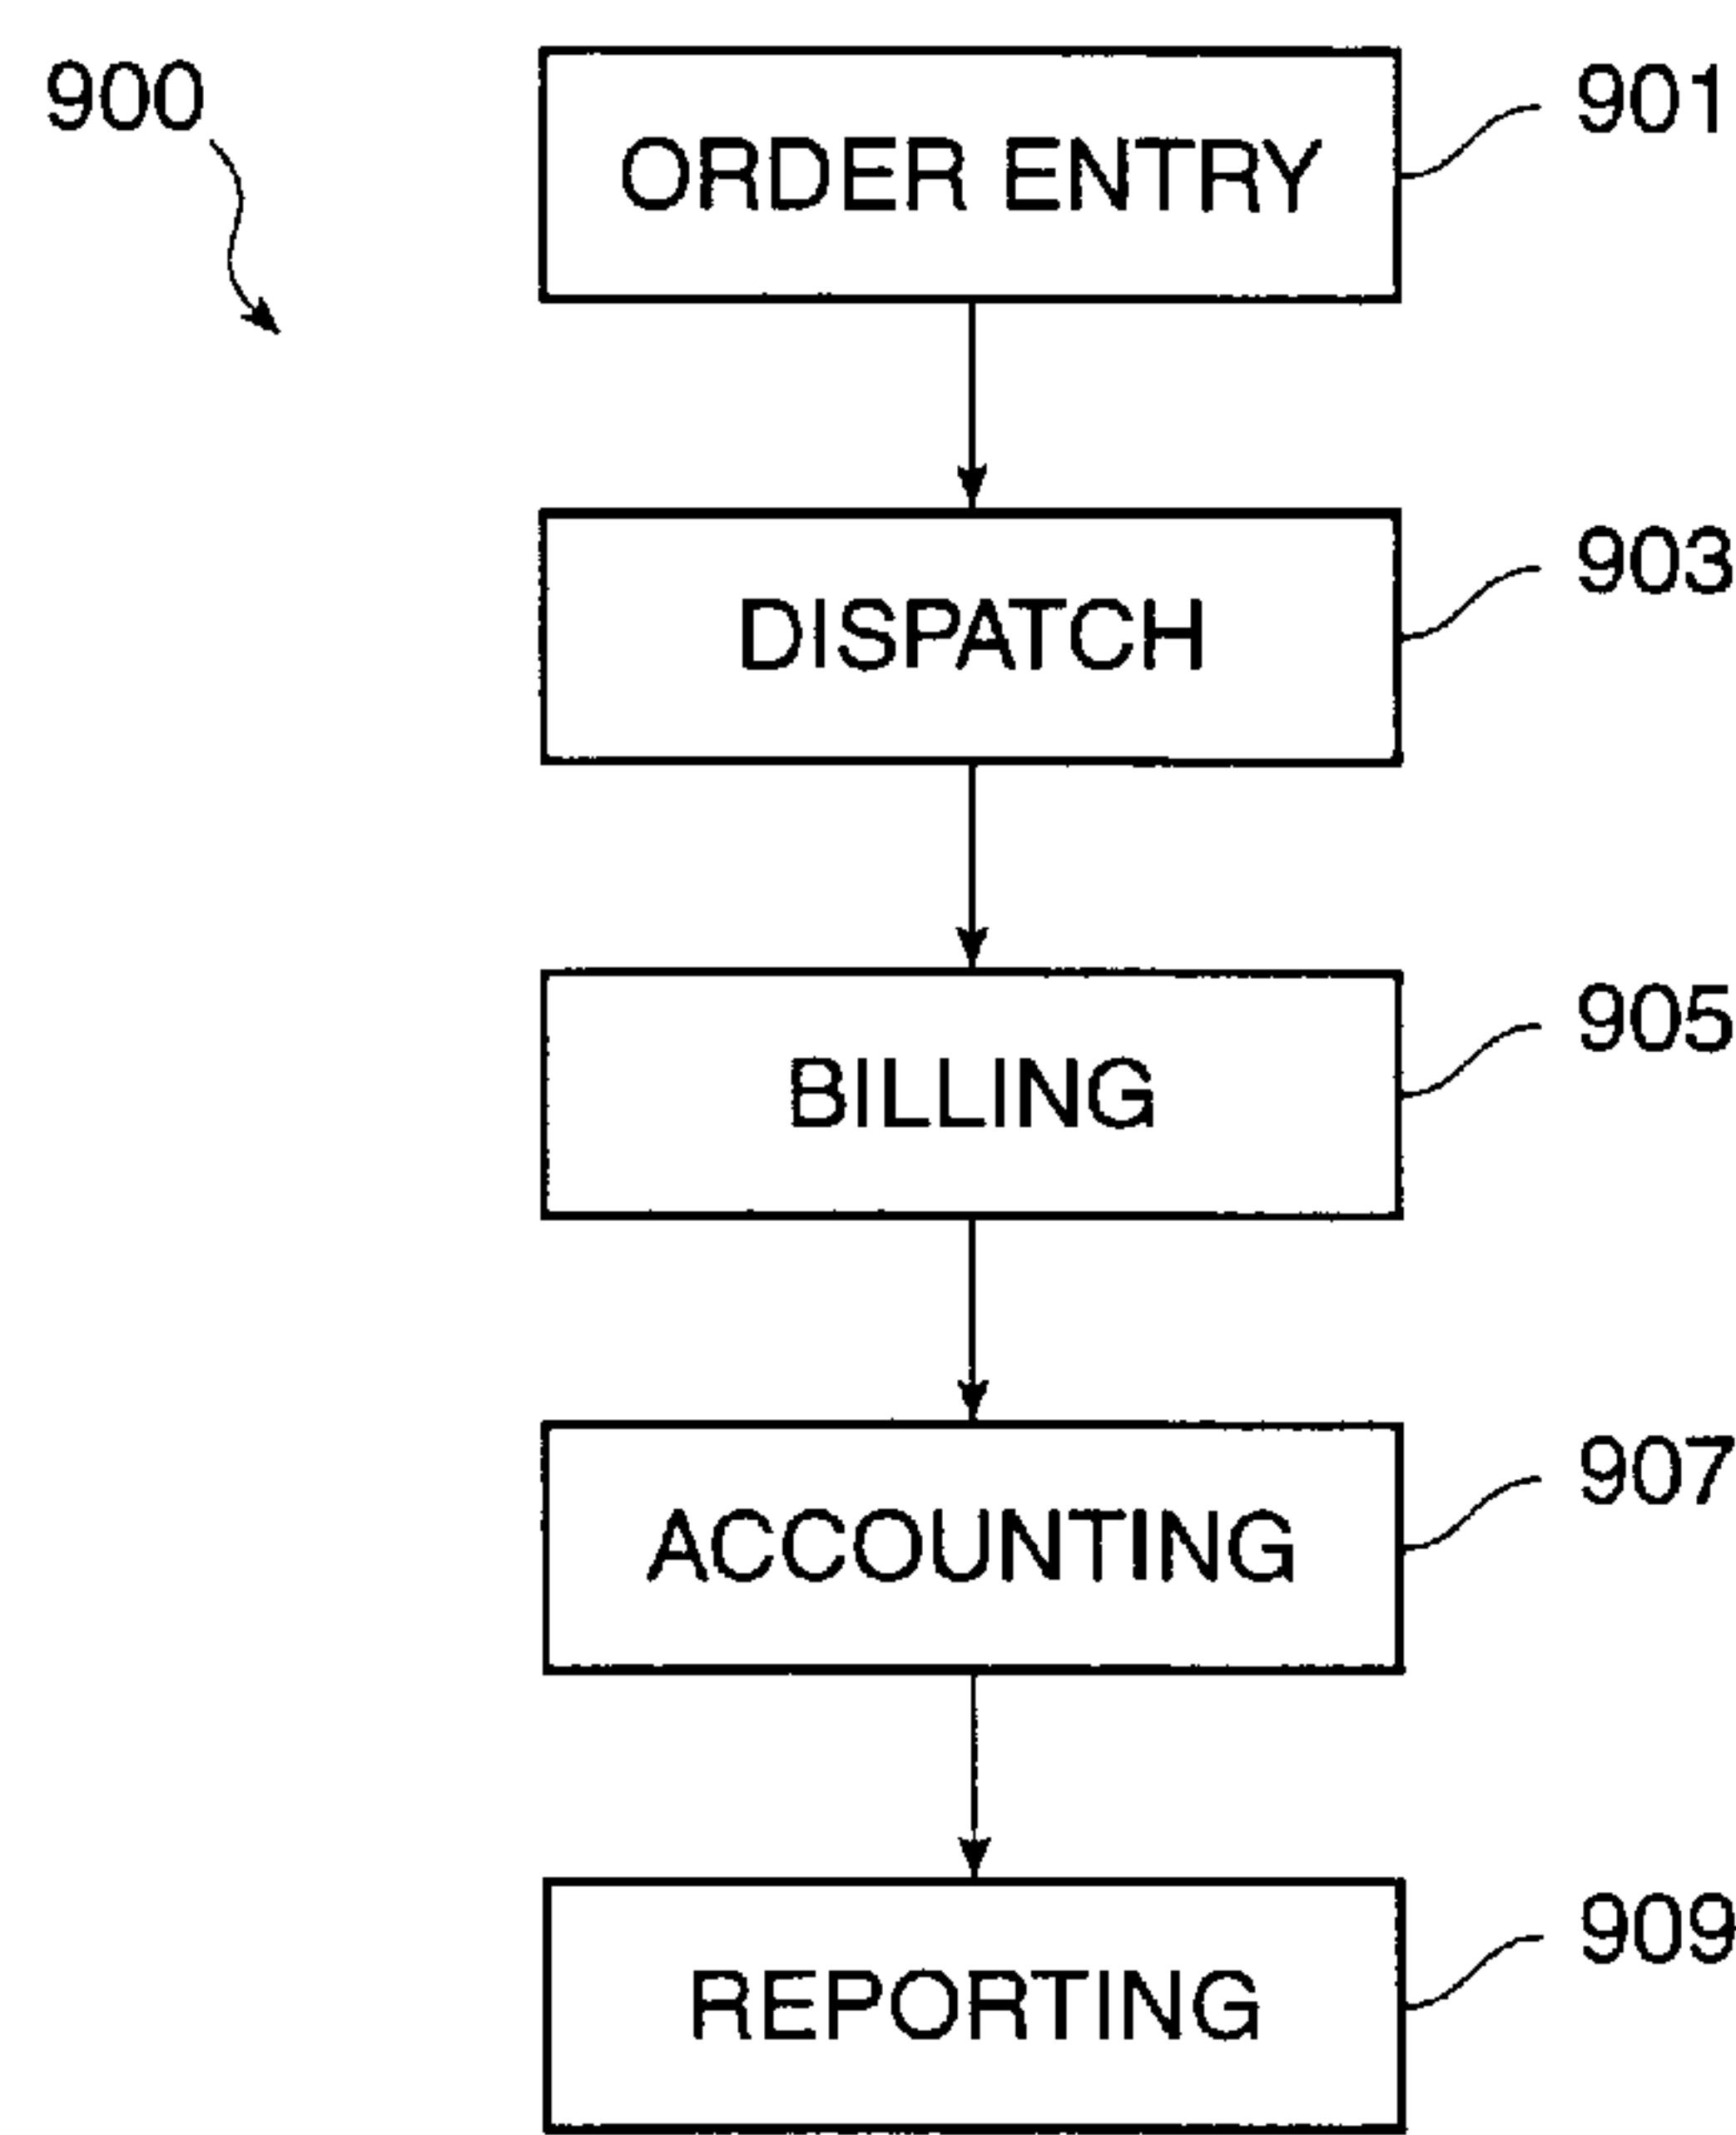 900
ORDER ENTRY
901
DISPATCH
903
BILLING
905
ACCOUNTING
907
REPORTING
909